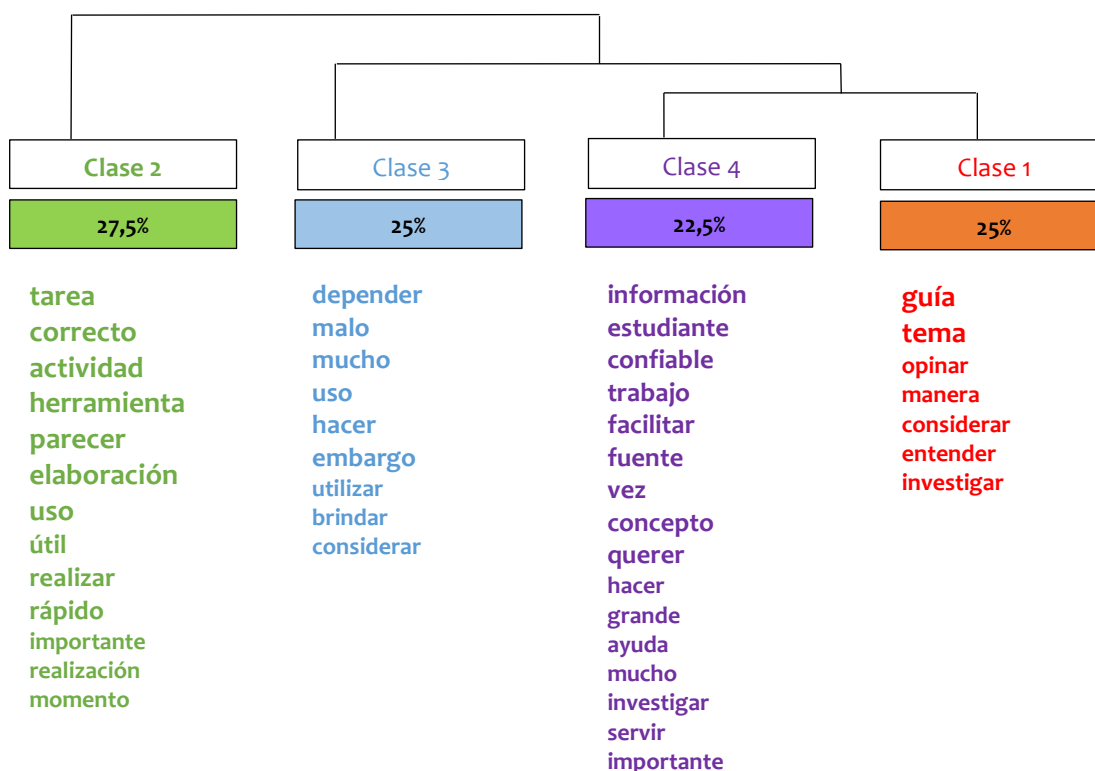 Clase 2
27,5%
tarea
correcto
actividad
herramienta
parecer
elaboración
uso
útil
realizar
rápido
importante
realización
momento
Clase 3
25%
depender
malo
mucho
uso
hacer
embargo
utilizar
brindar
considerar
Clase 4
22,5%
información
estudiante
confiable
trabajo
facilitar
fuente
vez
concepto
querer
hacer
grande
ayuda
mucho
investigar
servir
importante
Clase 1
25%
guía
tema
opinar
manera
considerar
entender
investigar